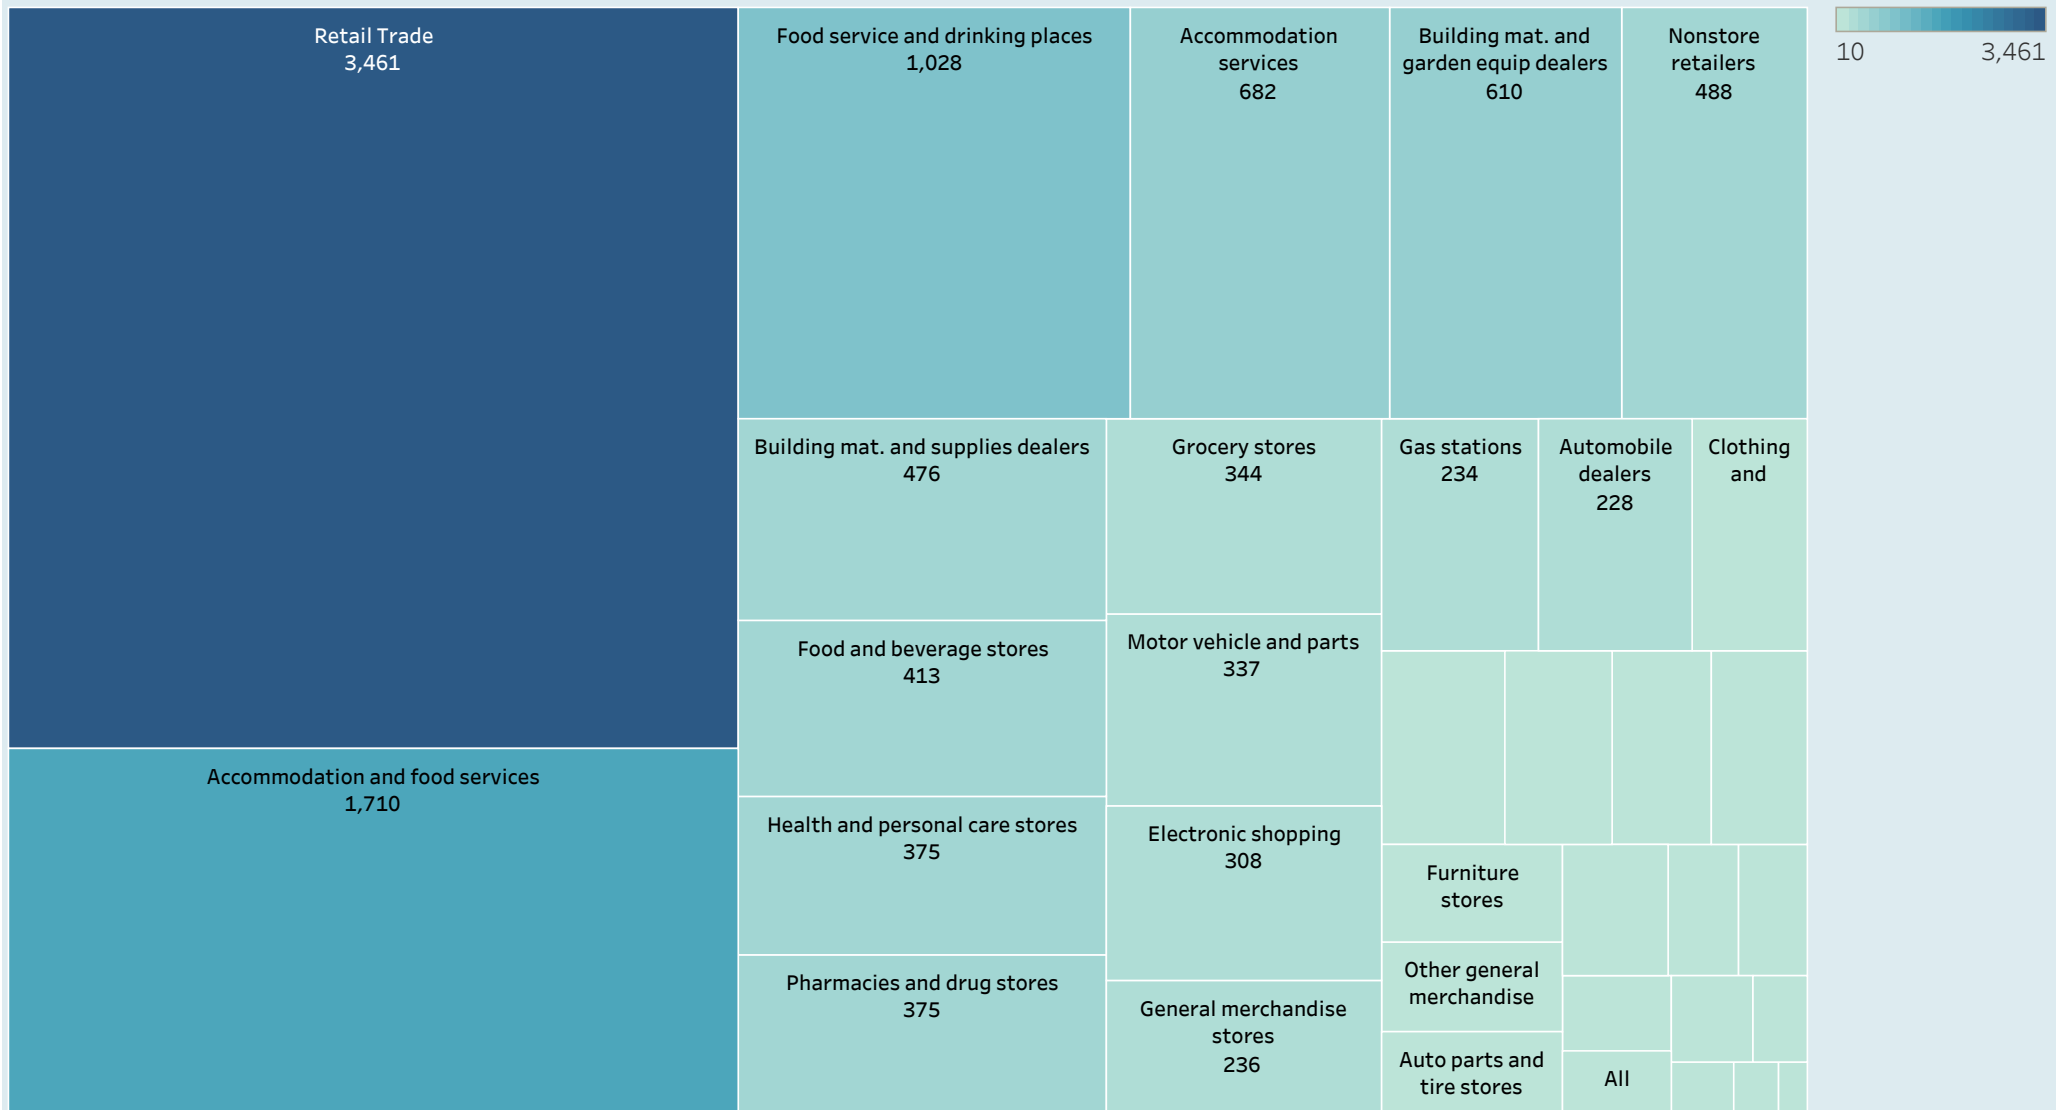 Retail Trade
3,461
Food service and drinking places
1,028
Accommodation
services
682
Building mat. and
garden equip dealers
610
Nonstore
retailers
488
10
3,461
Building mat. and supplies dealers
476
Grocery stores
344
Gas stations
234
Automobile
dealers
228
Clothing
and
Food and beverage stores
413
Motor vehicle and parts
337
Accommodation and food services
1,710
Health and personal care stores
375
Electronic shopping
308
Furniture
stores
Pharmacies and drug stores
375
General merchandise
stores
236
Other general
merchandise
Auto parts and
tire stores
All